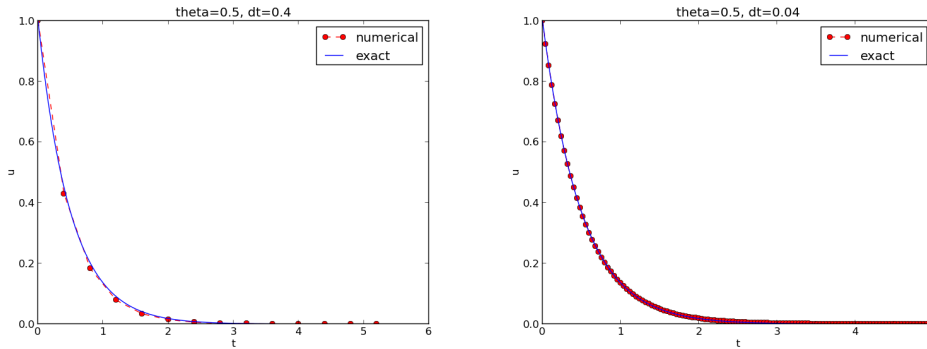 theta=0.5, dt=0.4
1.0
0.8
0.6
0.4
0.2
0.0
u
0 1 2 3 4 5 6
t
numerical
exact
theta=0.5, dt=0.04
1.0
0.8
0.6
0.4
0.2
0.0
u
0 1 2 3 4
t
numerical
exact